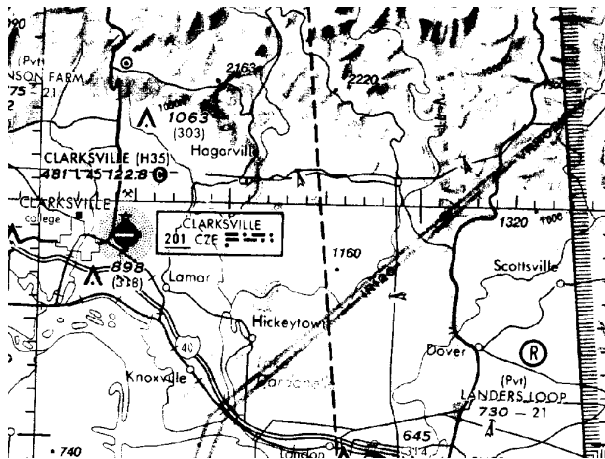 (Pvt)
NSON FARM
75 - 21
2163
2220
1063
(303)
Hagarville
CLARKSVILLE (H35)
481 L 45 122.8 C
CLARKSVILLE
college
CLARKSVILLE
201 CZE
1320
1160
Scottsville
898
(318)
Lamar
Hickeytown
40
Dover
R
Knoxville
(Pvt)
LANDERS LOOP
730 - 21
645
740
London